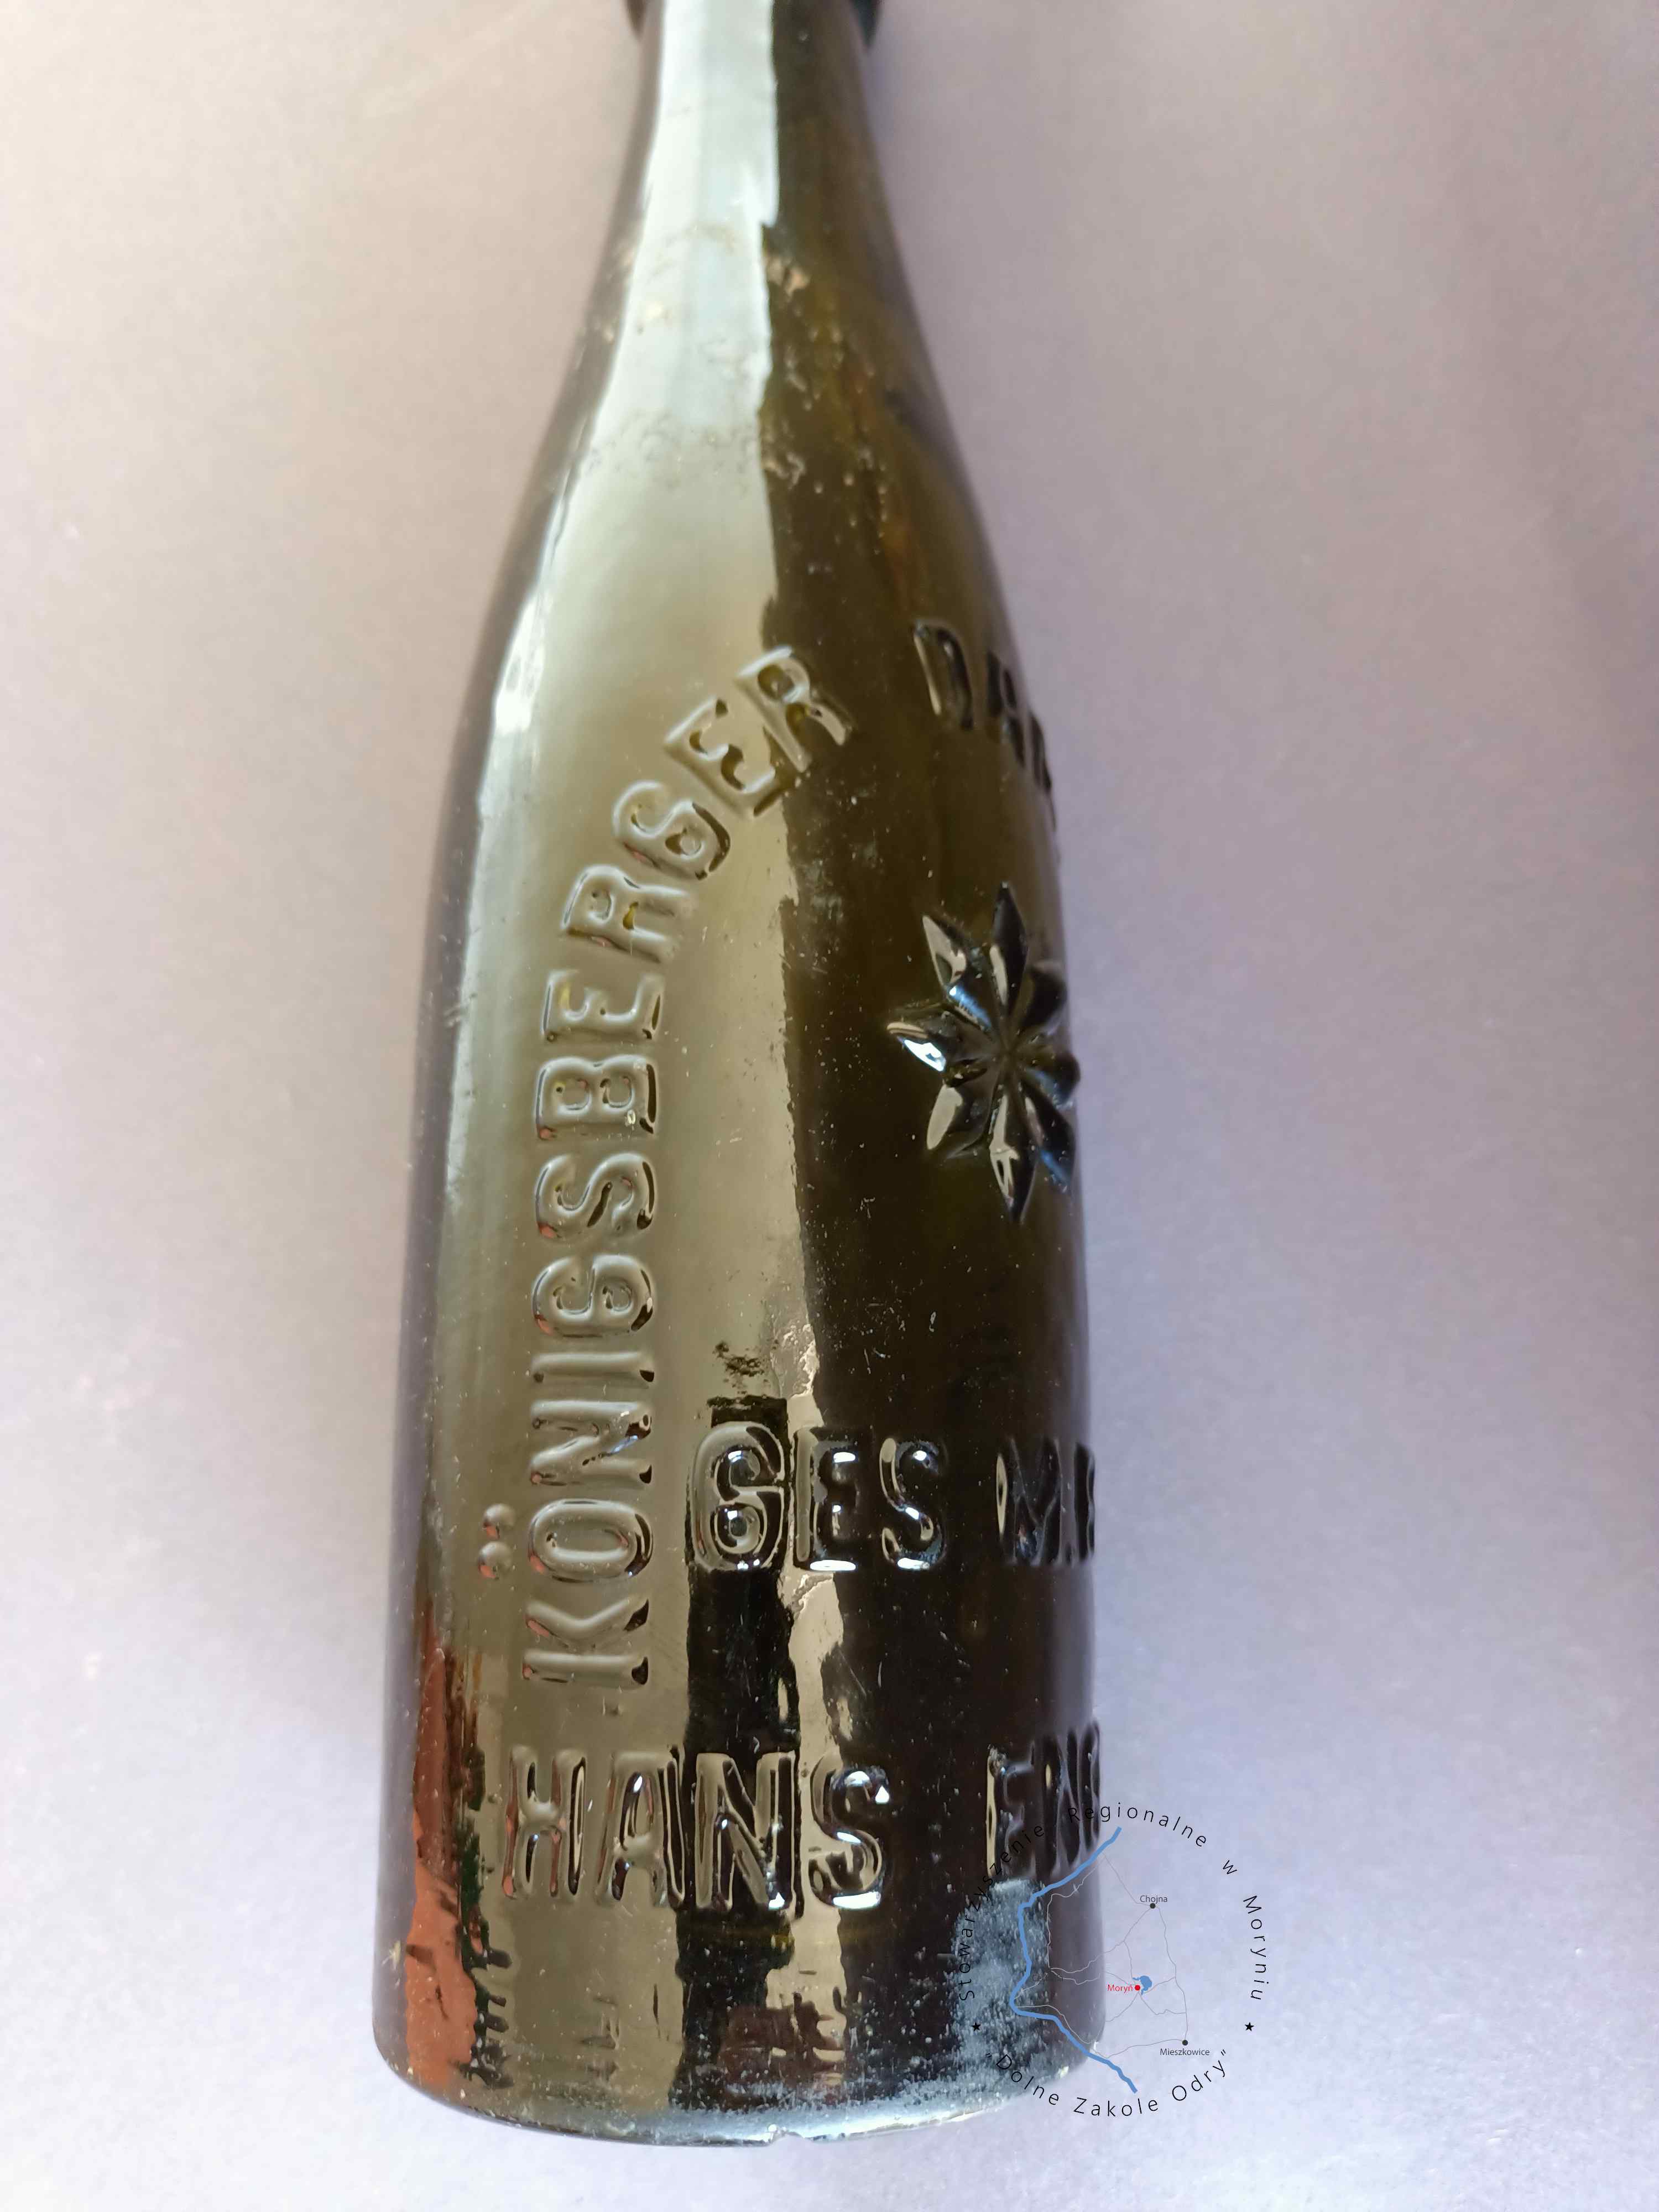 KÖNIGSBERGER
GES
HANS
Stowarzyszenie Regionalne w Moryniu
"Dolne Zakole Odry"
Chojna
Moryń
Mieszkowice